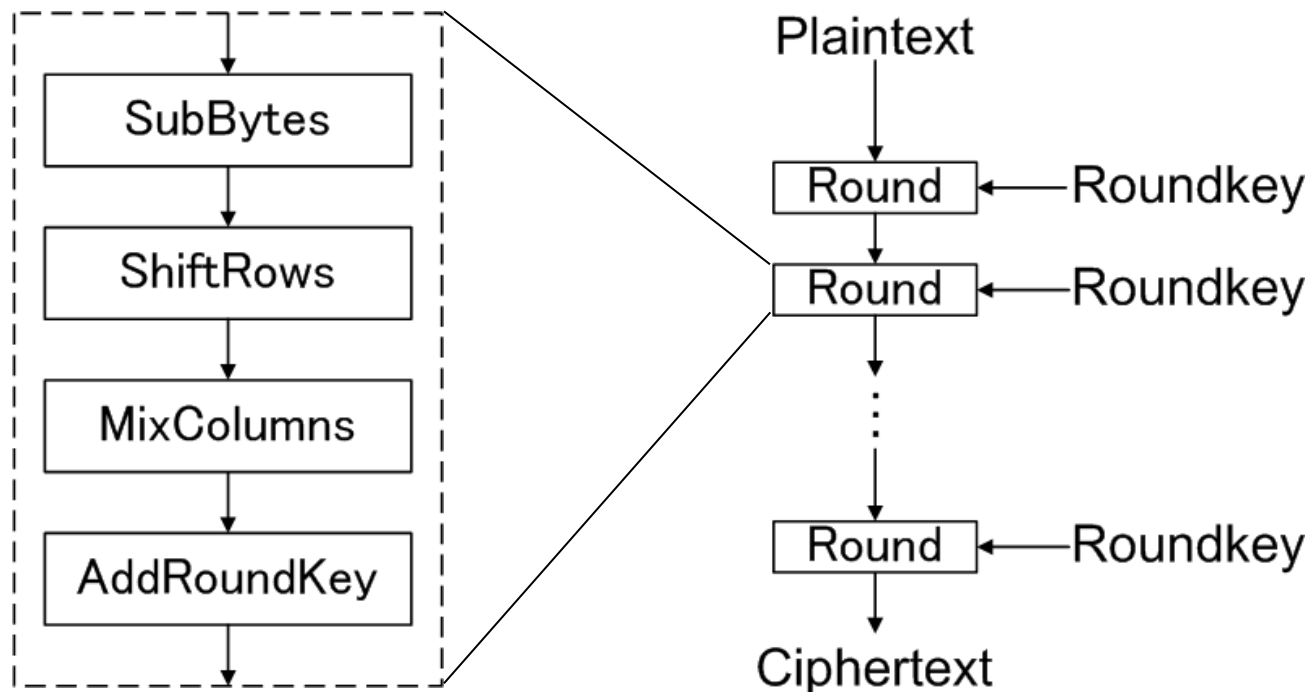 SubBytes
ShiftRows
MixColumns
AddRoundKey
Plaintext
Round
Roundkey
Round
Roundkey
Round
Roundkey
Ciphertext